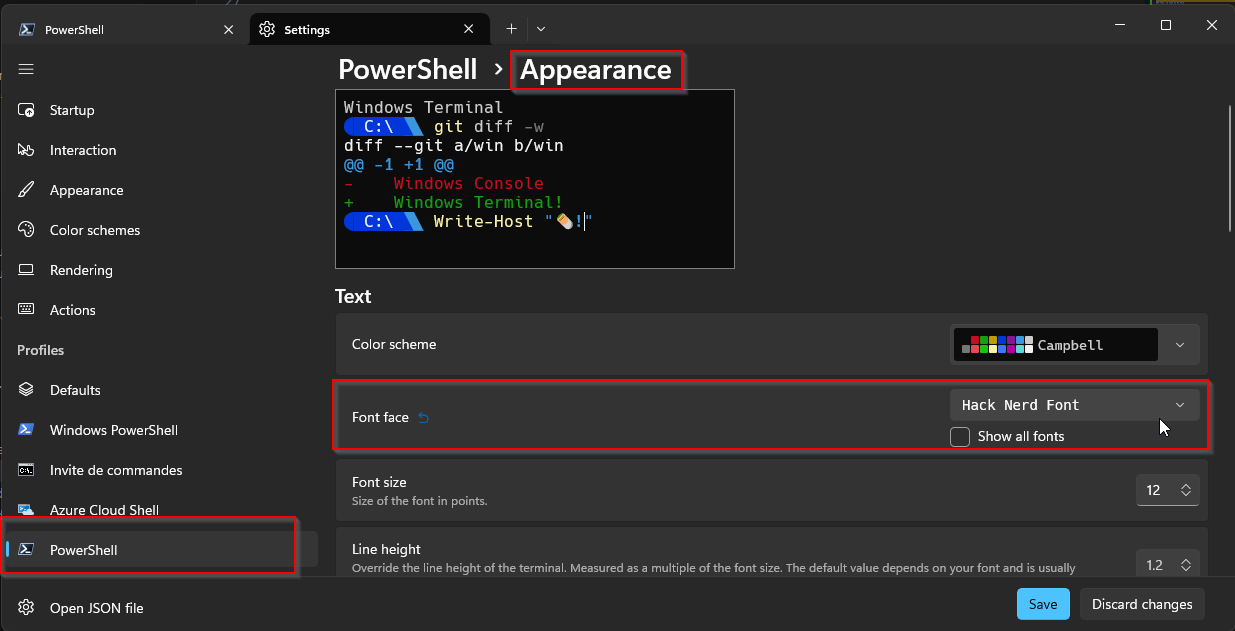 PowerShell
Settings
PowerShell > Appearance
Windows Terminal
C:\ git diff -w
diff --git a/win b/win
@@ -1 +1 @@
- Windows Console
+ Windows Terminal!
C:\ Write-Host "✏️!"
Startup
Interaction
Appearance
Color schemes
Rendering
Actions
Profiles
Defaults
Windows PowerShell
Invite de commandes
Azure Cloud Shell
PowerShell
Open JSON file
Text
Color scheme
Campbell
Font face
Hack Nerd Font
Show all fonts
Font size
Size of the font in points.
12
Line height
Override the line height of the terminal. Measured as a multiple of the font size. The default value depends on your font and is usually
1.2
Save
Discard changes